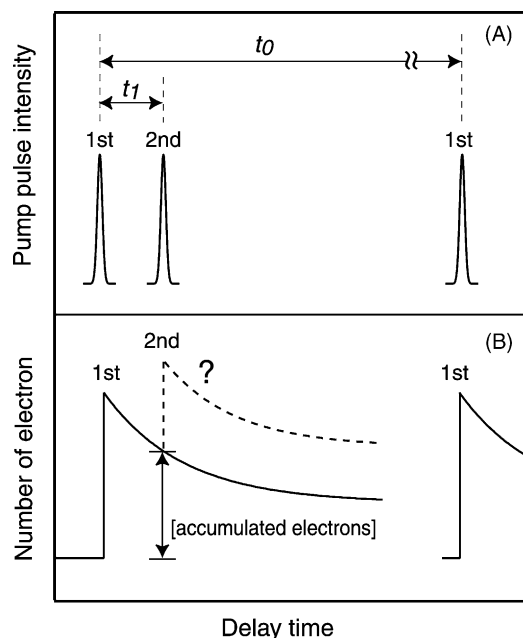 (A)
t0
t1
1st 2nd 1st
Pump pulse intensity
(B)
2nd
1st ? 1st
[accumulated electrons]
Number of electron
Delay time